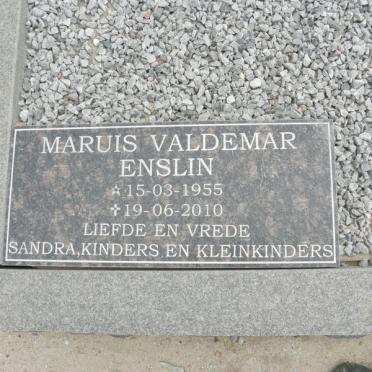 MARUIS VALDEMAR
ENSLIN
☆15-03-1955
✝19-06-2010
LIEFDE EN VREDE
SANDRA,KINDERS EN KLEINKINDERS